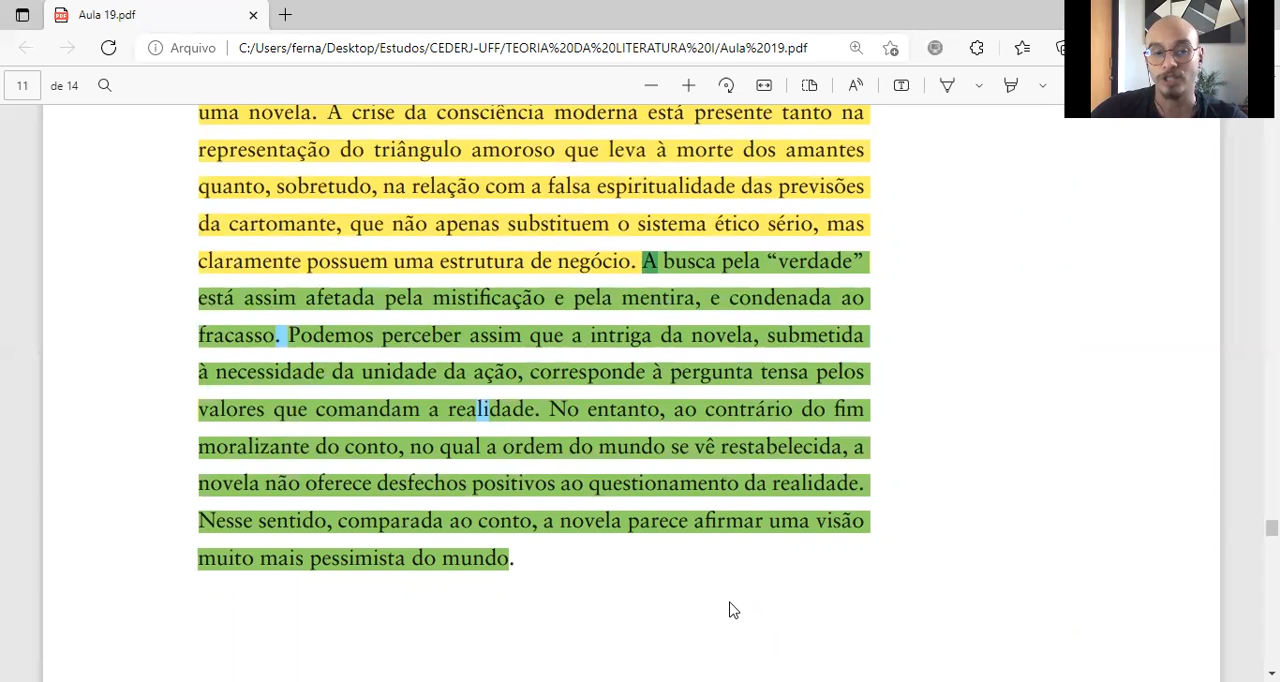 Aula 19.pdf
Arquivo
C:/Users/ferna/Desktop/Estudos/CEDERJ-UFF/TEORIA%20DA%20LITERATURA%20I/Aula%2019.pdf
11 de 14
uma novela. A crise da consciência moderna está presente tanto na
representação do triângulo amoroso que leva à morte dos amantes
quanto, sobretudo, na relação com a falsa espiritualidade das previsões
da cartomante, que não apenas substituem o sistema ético sério, mas
claramente possuem uma estrutura de negócio. A busca pela “verdade”
está assim afetada pela mistificação e pela mentira, e condenada ao
fracasso. Podemos perceber assim que a intriga da novela, submetida
à necessidade da unidade da ação, corresponde à pergunta tensa pelos
valores que comandam a realidade. No entanto, ao contrário do fim
moralizante do conto, no qual a ordem do mundo se vê restabelecida, a
novela não oferece desfechos positivos ao questionamento da realidade.
Nesse sentido, comparada ao conto, a novela parece afirmar uma visão
muito mais pessimista do mundo.